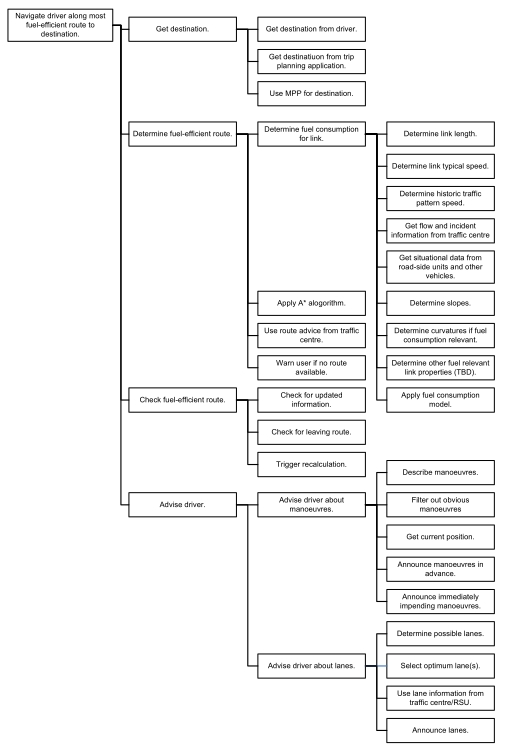 Navigate driver along most
fuel-efficient route to
destination.
Get destination.
Get destination from driver.
Get destinatiuon from trip
planning application.
Use MPP for destination.
Determine fuel-efficient route.
Determine fuel consumption
for link.
Determine link length.
Determine link typical speed.
Determine historic traffic
pattern speed.
Get flow and incident
information from traffic centre
Get situational data from
road-side units and other
vehicles.
Determine slopes.
Determine curvatures if fuel
consumption relevant.
Determine other fuel relevant
link properties (TBD).
Apply fuel consumption
model.
Apply A* alogorithm.
Use route advice from traffic
centre.
Warn user if no route
available.
Check fuel-efficient route.
Check for updated
information.
Check for leaving route.
Trigger recalculation.
Advise driver.
Advise driver about
manoeuvres.
Describe manoeuvres.
Filter out obvious
manoeuvres
Get current position.
Announce manoeuvres in
advance.
Announce immediately
impending manoeuvres.
Advise driver about lanes.
Determine possible lanes.
Select optimum lane(s).
Use lane information from
traffic centre/RSU.
Announce lanes.